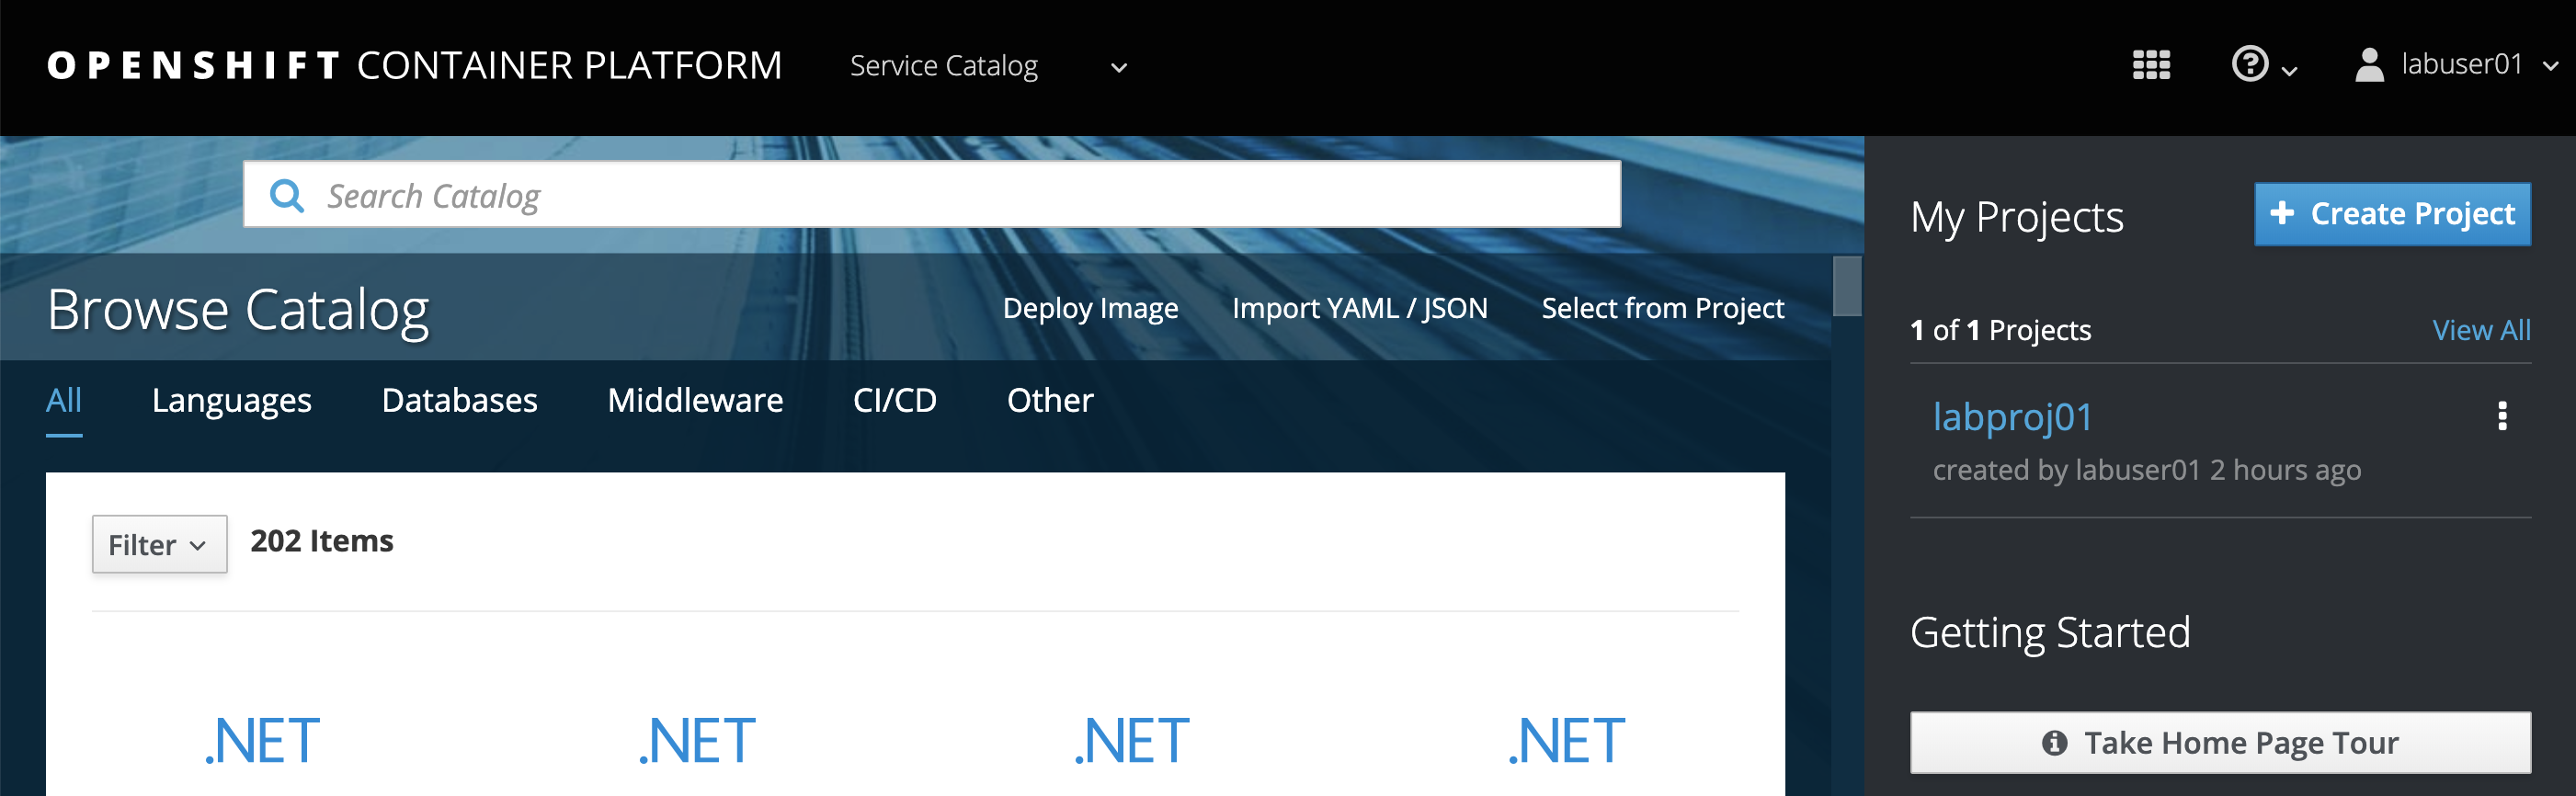 OPENSHIFT CONTAINER PLATFORM
Service Catalog
labuser01
Search Catalog
Browse Catalog
Deploy Image
Import YAML / JSON
Select from Project
All
Languages
Databases
Middleware
CI/CD
Other
Filter
202 Items
.NET
.NET
.NET
.NET
My Projects
Create Project
1 of 1 Projects
View All
labproj01
created by labuser01 2 hours ago
Getting Started
Take Home Page Tour